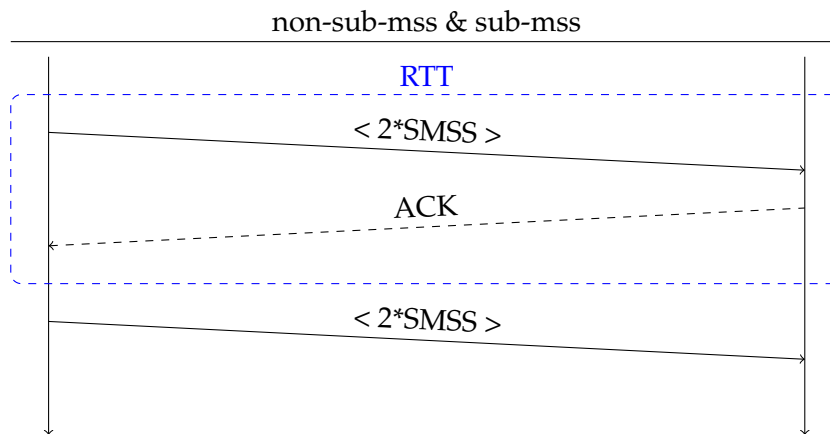 non-sub-mss & sub-mss
RTT
< 2*SMSS >
ACK
< 2*SMSS >